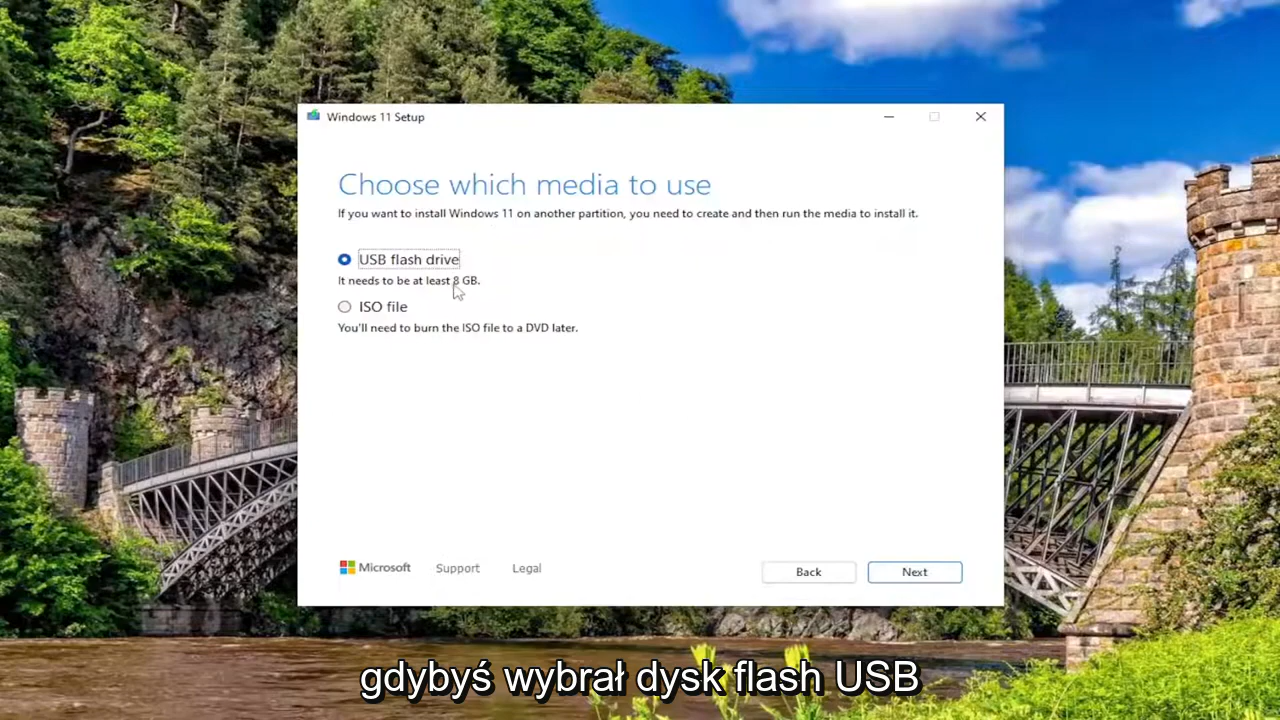 Windows 11 Setup
Choose which media to use
If you want to install Windows 11 on another partition, you need to create and then run the media to install it.
USB flash drive
It needs to be at least 8 GB.
ISO file
You'll need to burn the ISO file to a DVD later.
Microsoft Support Legal
Back Next
gdybyś wybrał dysk flash USB